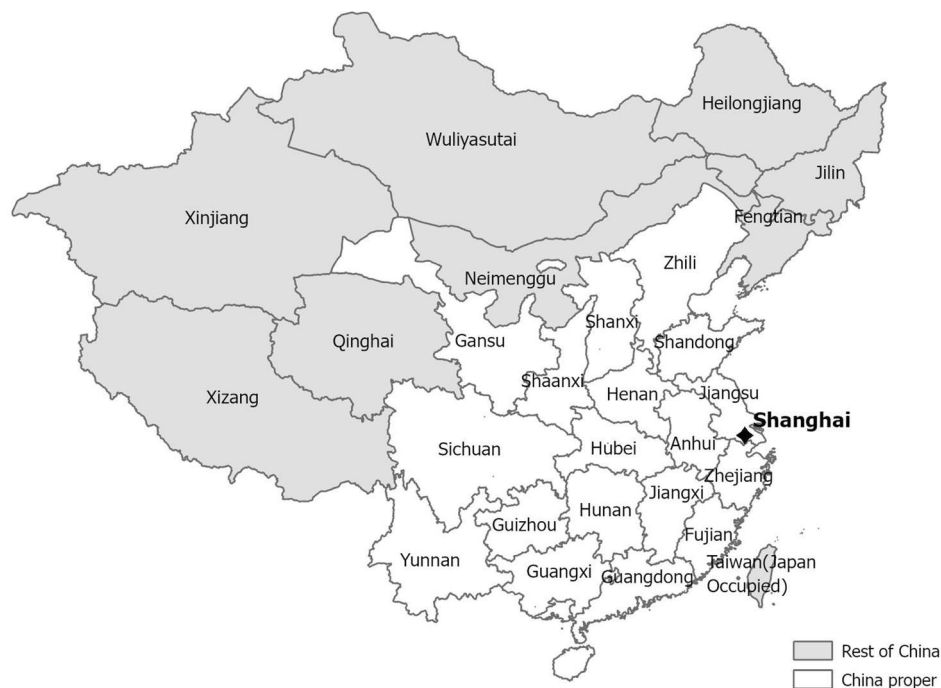 Heilongjiang
Wuliyasutai
Jilin
Xinjiang
Fengtian
Zhili
Neimenggu
Shanxi
Qinghai
Gansu
Shandong
Shaanxi
Henan
Jiangsu
Xizang
Shanghai
Sichuan
Hubei
Anhui
Zhejiang
Jiangxi
Hunan
Guizhou
Fujian
Yunnan
Guangxi
Guangdong
Taiwan(Japan
Occupied)
Rest of China
China proper